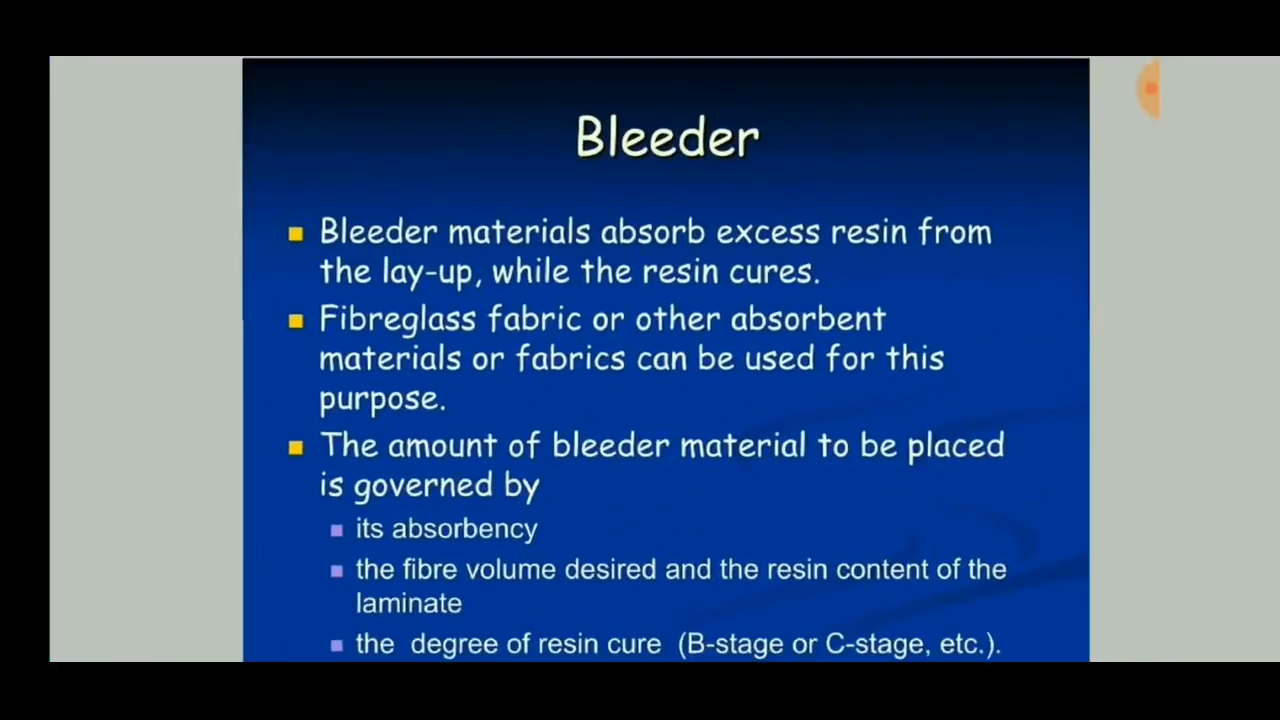 Bleeder
Bleeder materials absorb excess resin from
the lay-up, while the resin cures.
Fibreglass fabric or other absorbent
materials or fabrics can be used for this
purpose.
The amount of bleeder material to be placed
is governed by
its absorbency
the fibre volume desired and the resin content of the
laminate
the degree of resin cure (B-stage or C-stage, etc.).